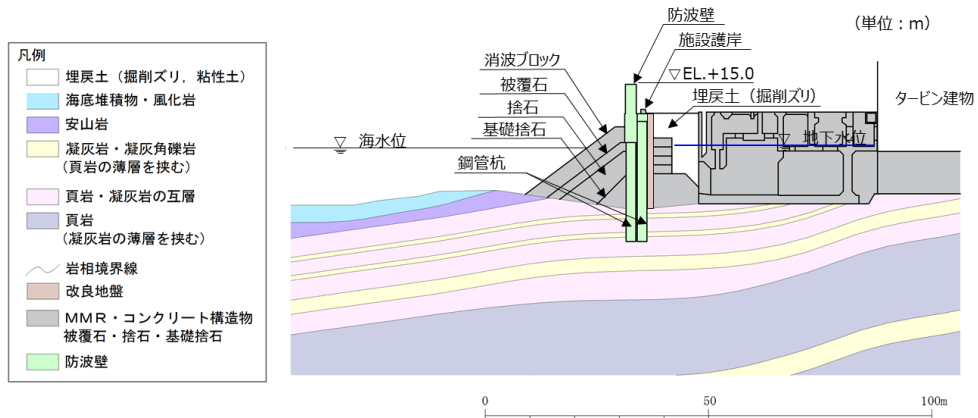 凡例
埋戻土（掘削ズリ，粘性土）
海底堆積物・風化岩
安山岩
凝灰岩・凝灰角礫岩
(頁岩の薄層を挟む)
頁岩・凝灰岩の互層
頁岩
(凝灰岩の薄層を挟む)
岩相境界線
改良地盤
ＭＭＲ・コンクリート構造物
被覆石・捨石・基礎捨石
防波壁
防波壁
（単位：m）
施設護岸
消波ブロック
▽EL.+15.0
被覆石
埋戻土（掘削ズリ）
タービン建物
捨石
基礎捨石
▽ 海水位
▽ 地下水位
鋼管杭
0 50 100m